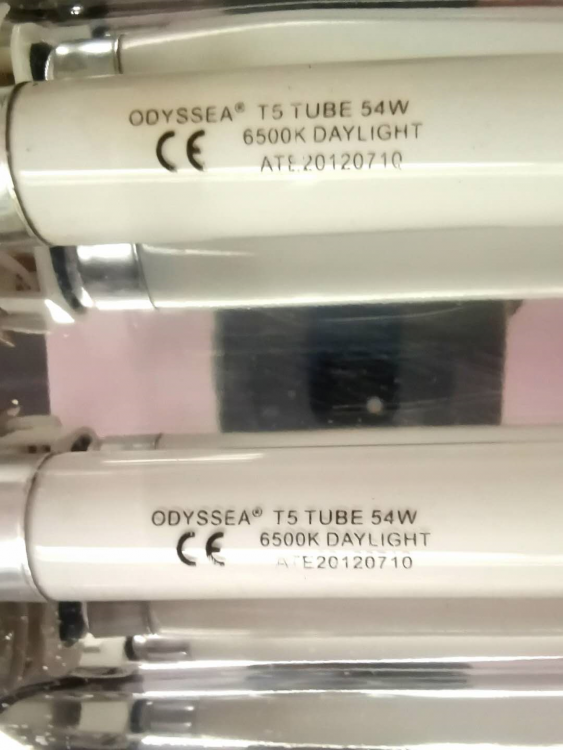 ODYSSEA® T5 TUBE 54W
CE 6500K DAYLIGHT
ATE20120710
ODYSSEA® T5 TUBE 54W
CE 6500K DAYLIGHT
ATE20120710